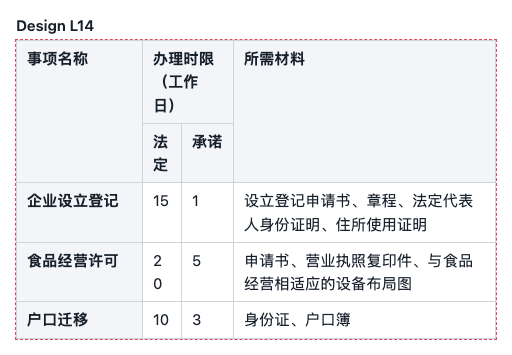 Design L14
事项名称
办理时限
（工作
日）
所需材料
法
定
承诺
企业设立登记
15
1
设立登记申请书、章程、法定代表
人身份证明、住所使用证明
食品经营许可
2
0
5
申请书、营业执照复印件、与食品
经营相适应的设备布局图
户口迁移
10
3
身份证、户口簿